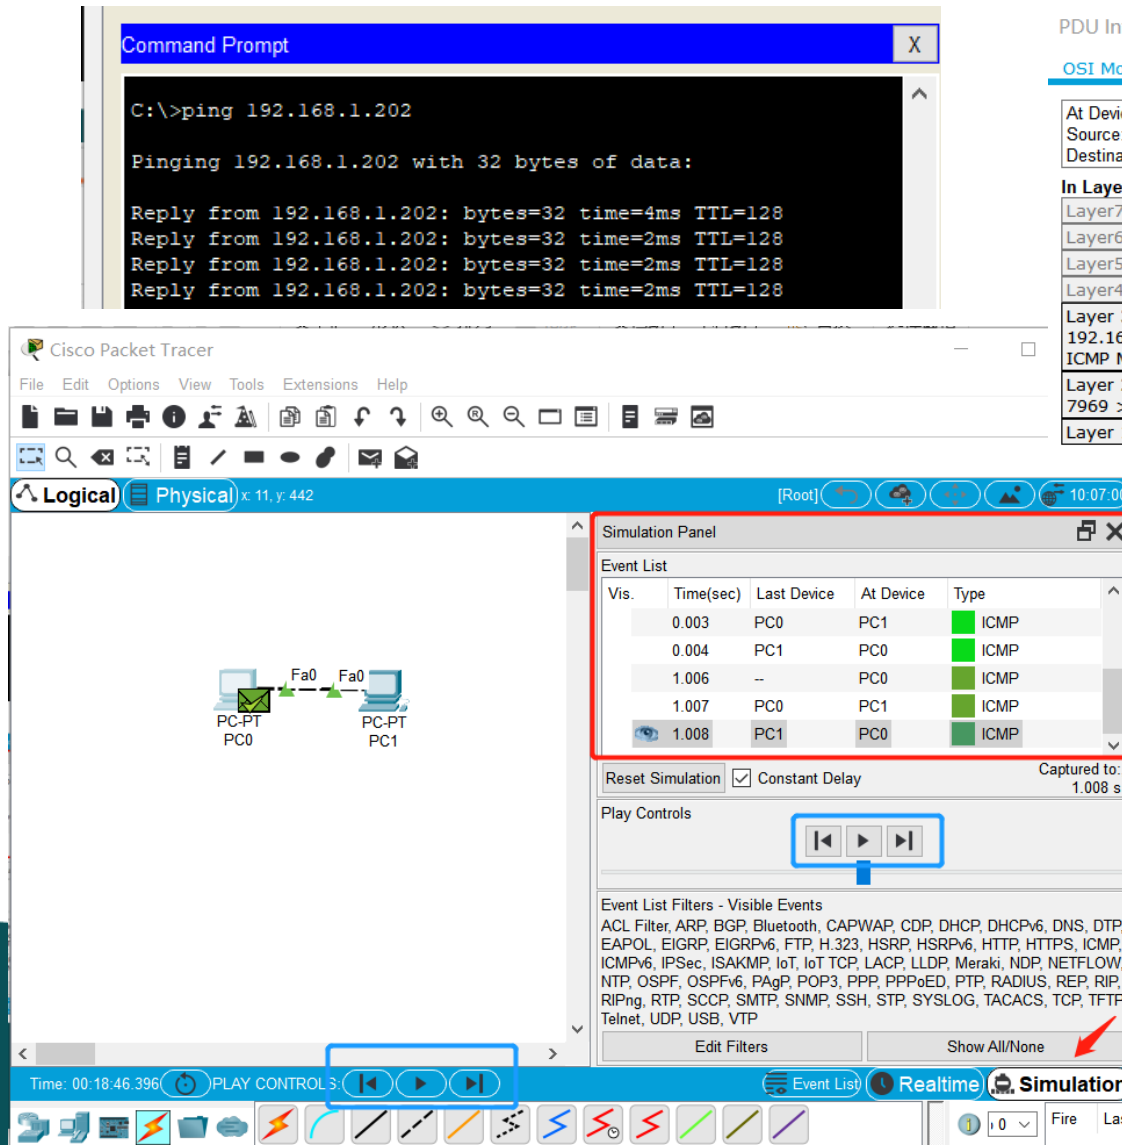 Command Prompt
X
C:\>ping 192.168.1.202
Pinging 192.168.1.202 with 32 bytes of data:
Reply from 192.168.1.202: bytes=32 time=4ms TTL=128
Reply from 192.168.1.202: bytes=32 time=2ms TTL=128
Reply from 192.168.1.202: bytes=32 time=2ms TTL=128
Reply from 192.168.1.202: bytes=32 time=2ms TTL=128
PDU In
OSI Mo
At Devi
Source:
Destina
In Laye
Layer7
Layer6
Layer5
Layer4
Layer
192.16
ICMP
Layer
7969 >
Layer
Cisco Packet Tracer
File Edit Options View Tools Extensions Help
Logical Physical x: 11, y: 442 [Root] 10:07:00
Simulation Panel
Event List
Vis. Time(sec) Last Device At Device Type
0.003 PC0 PC1 ICMP
0.004 PC1 PC0 ICMP
1.006 -- PC0 ICMP
1.007 PC0 PC1 ICMP
1.008 PC1 PC0 ICMP
Fa0 Fa0
PC-PT PC-PT
PC0 PC1
Reset Simulation Constant Delay Captured to:
1.008 s
Play Controls
Event List Filters - Visible Events
ACL Filter, ARP, BGP, Bluetooth, CAPWAP, CDP, DHCP, DHCPv6, DNS, DTP,
EAPOL, EIGRP, EIGRPv6, FTP, H.323, HSRP, HSRPv6, HTTP, HTTPS, ICMP,
ICMPv6, IPSec, ISAKMP, IoT, IoT TCP, LACP, LLDP, Meraki, NDP, NETFLOW,
NTP, OSPF, OSPFv6, PAgP, POP3, PPP, PPPoED, PTP, RADIUS, REP, RIP,
RIPng, RTP, SCCP, SMTP, SNMP, SSH, STP, SYSLOG, TACACS, TCP, TFTP,
Telnet, UDP, USB, VTP
Edit Filters Show All/None
Time: 00:18:46.396 PLAY CONTROLS: Event List Realtime Simulation
0 Fire Las